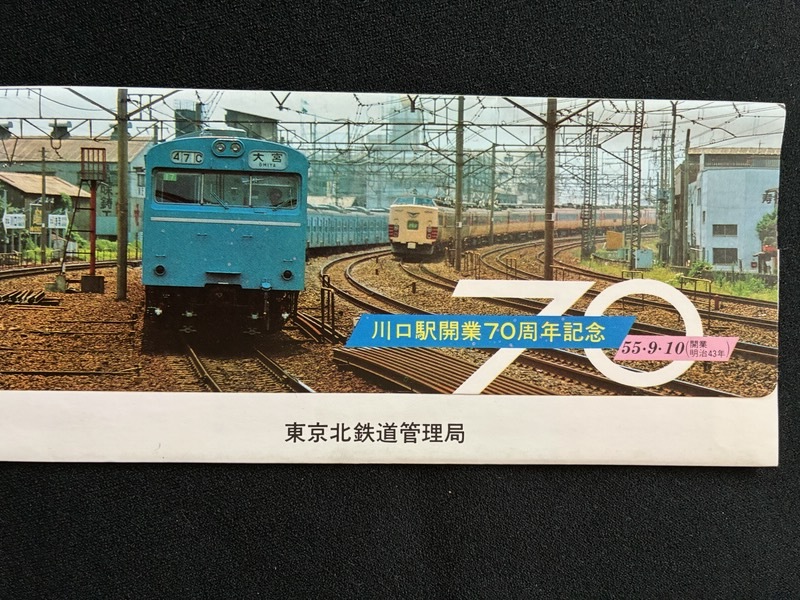 47C
大宮
OMIYA
70
川口駅開業70周年記念
55·9·10(開業
明治43年)
東京北鉄道管理局